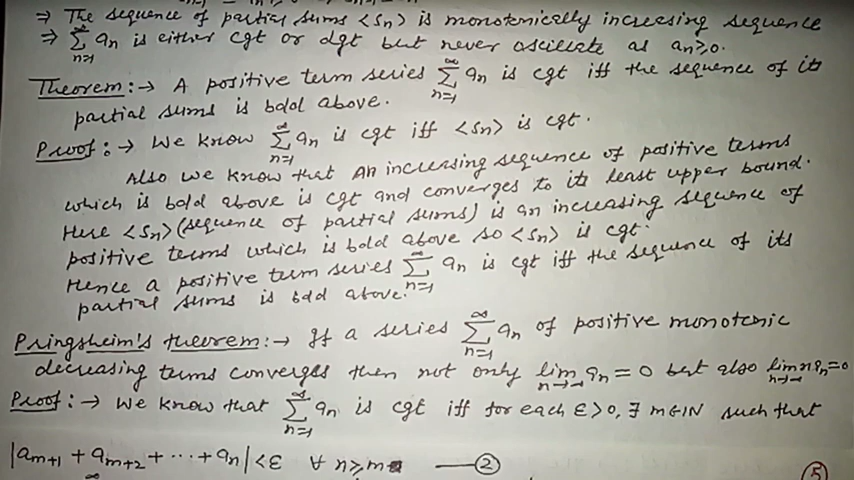 ⇒ The sequence of partial sums <Sn> is monotonically increasing sequence
⇒ ∑_{n=1}^{∞} an is either cgt or dgt but never oscillate as an≥0.
Theorem:→ A positive term series ∑_{n=1}^{∞} an is cgt iff the sequence of its
partial sums is bdd above.
Proof:→ We know ∑_{n=1}^{∞} an is cgt iff <Sn> is cgt.
Also we know that An increasing sequence of positive terms
which is bdd above is cgt and converges to its least upper bound.
Here <Sn> (sequence of partial sums) is an increasing sequence of
positive terms which is bdd above so <Sn> is cgt.
Hence a positive term series ∑_{n=1}^{∞} an is cgt iff the sequence of its
partial sums is bdd above.
Pringsheim's theorem:→ If a series ∑_{n=1}^{∞} an of positive monotonic
decreasing terms converges then not only lim_{n→∞} an = 0 but also lim_{n→∞} n an = 0
Proof:→ We know that ∑_{n=1}^{∞} an is cgt iff for each ε>0, ∃ m∈IN such that
|am+1 + am+2 + ··· + an| < ε ∀ n≥m —②
∞
⑤